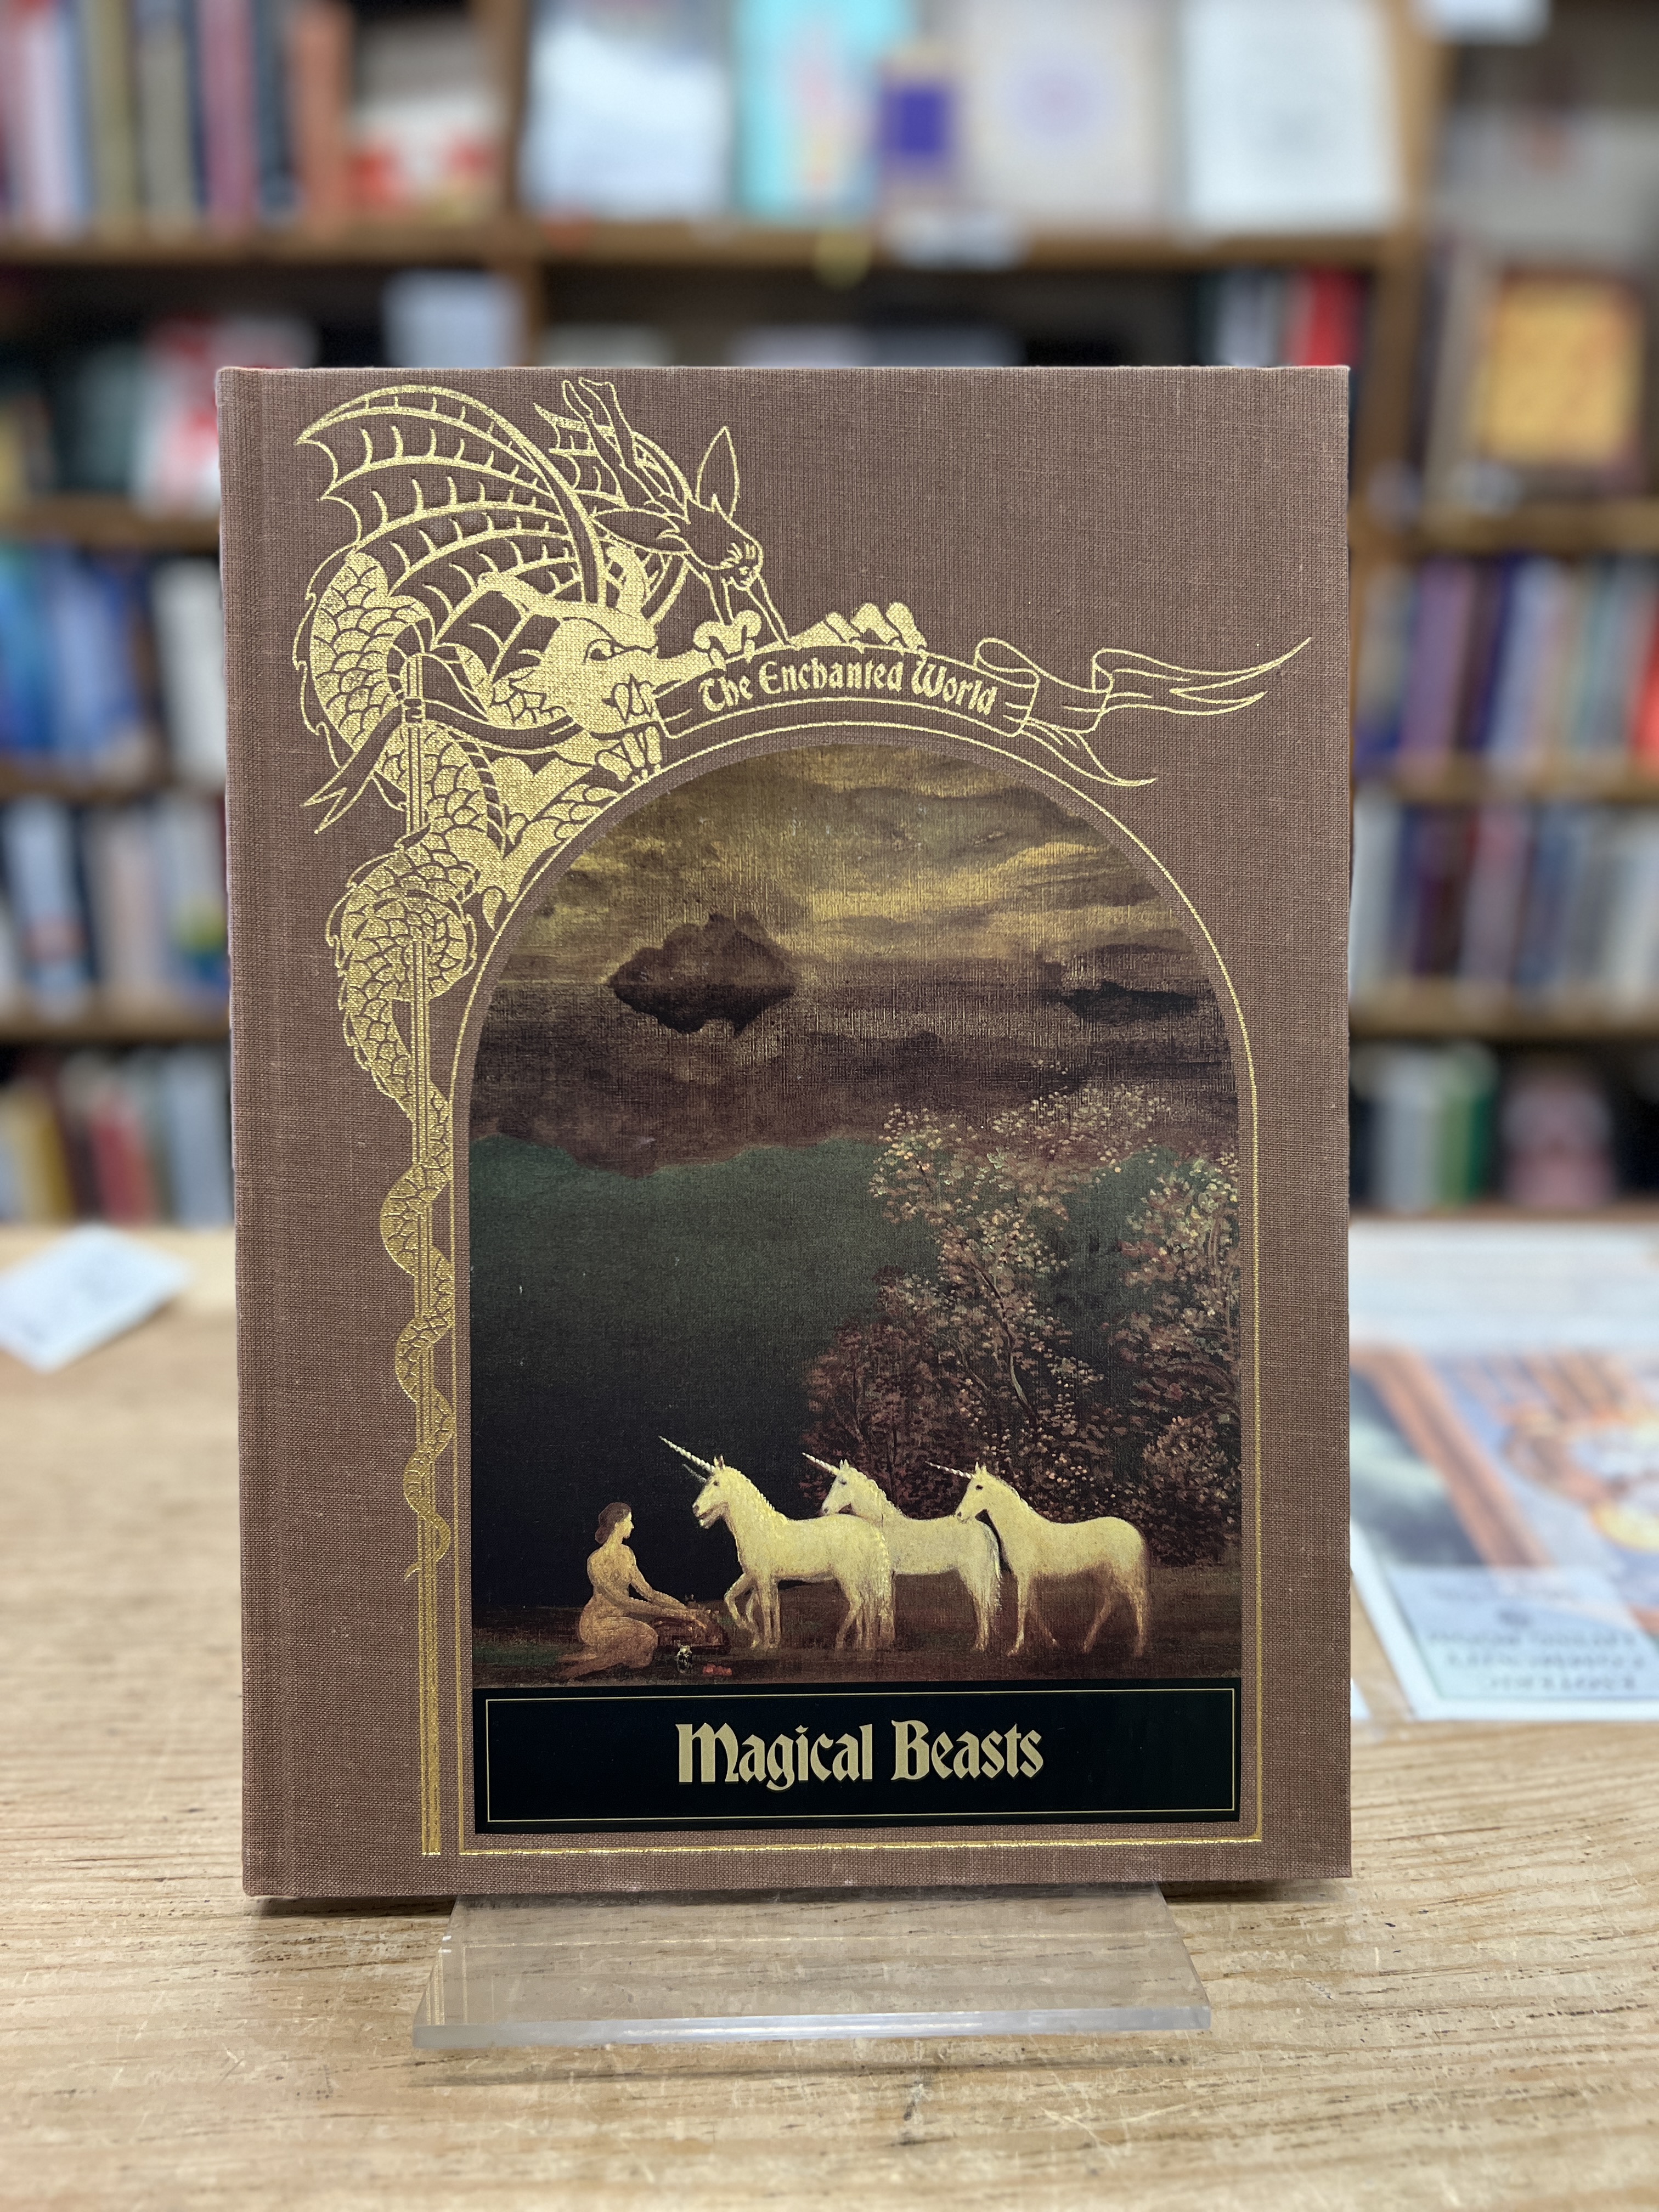 The Enchanted World
Magical Beasts